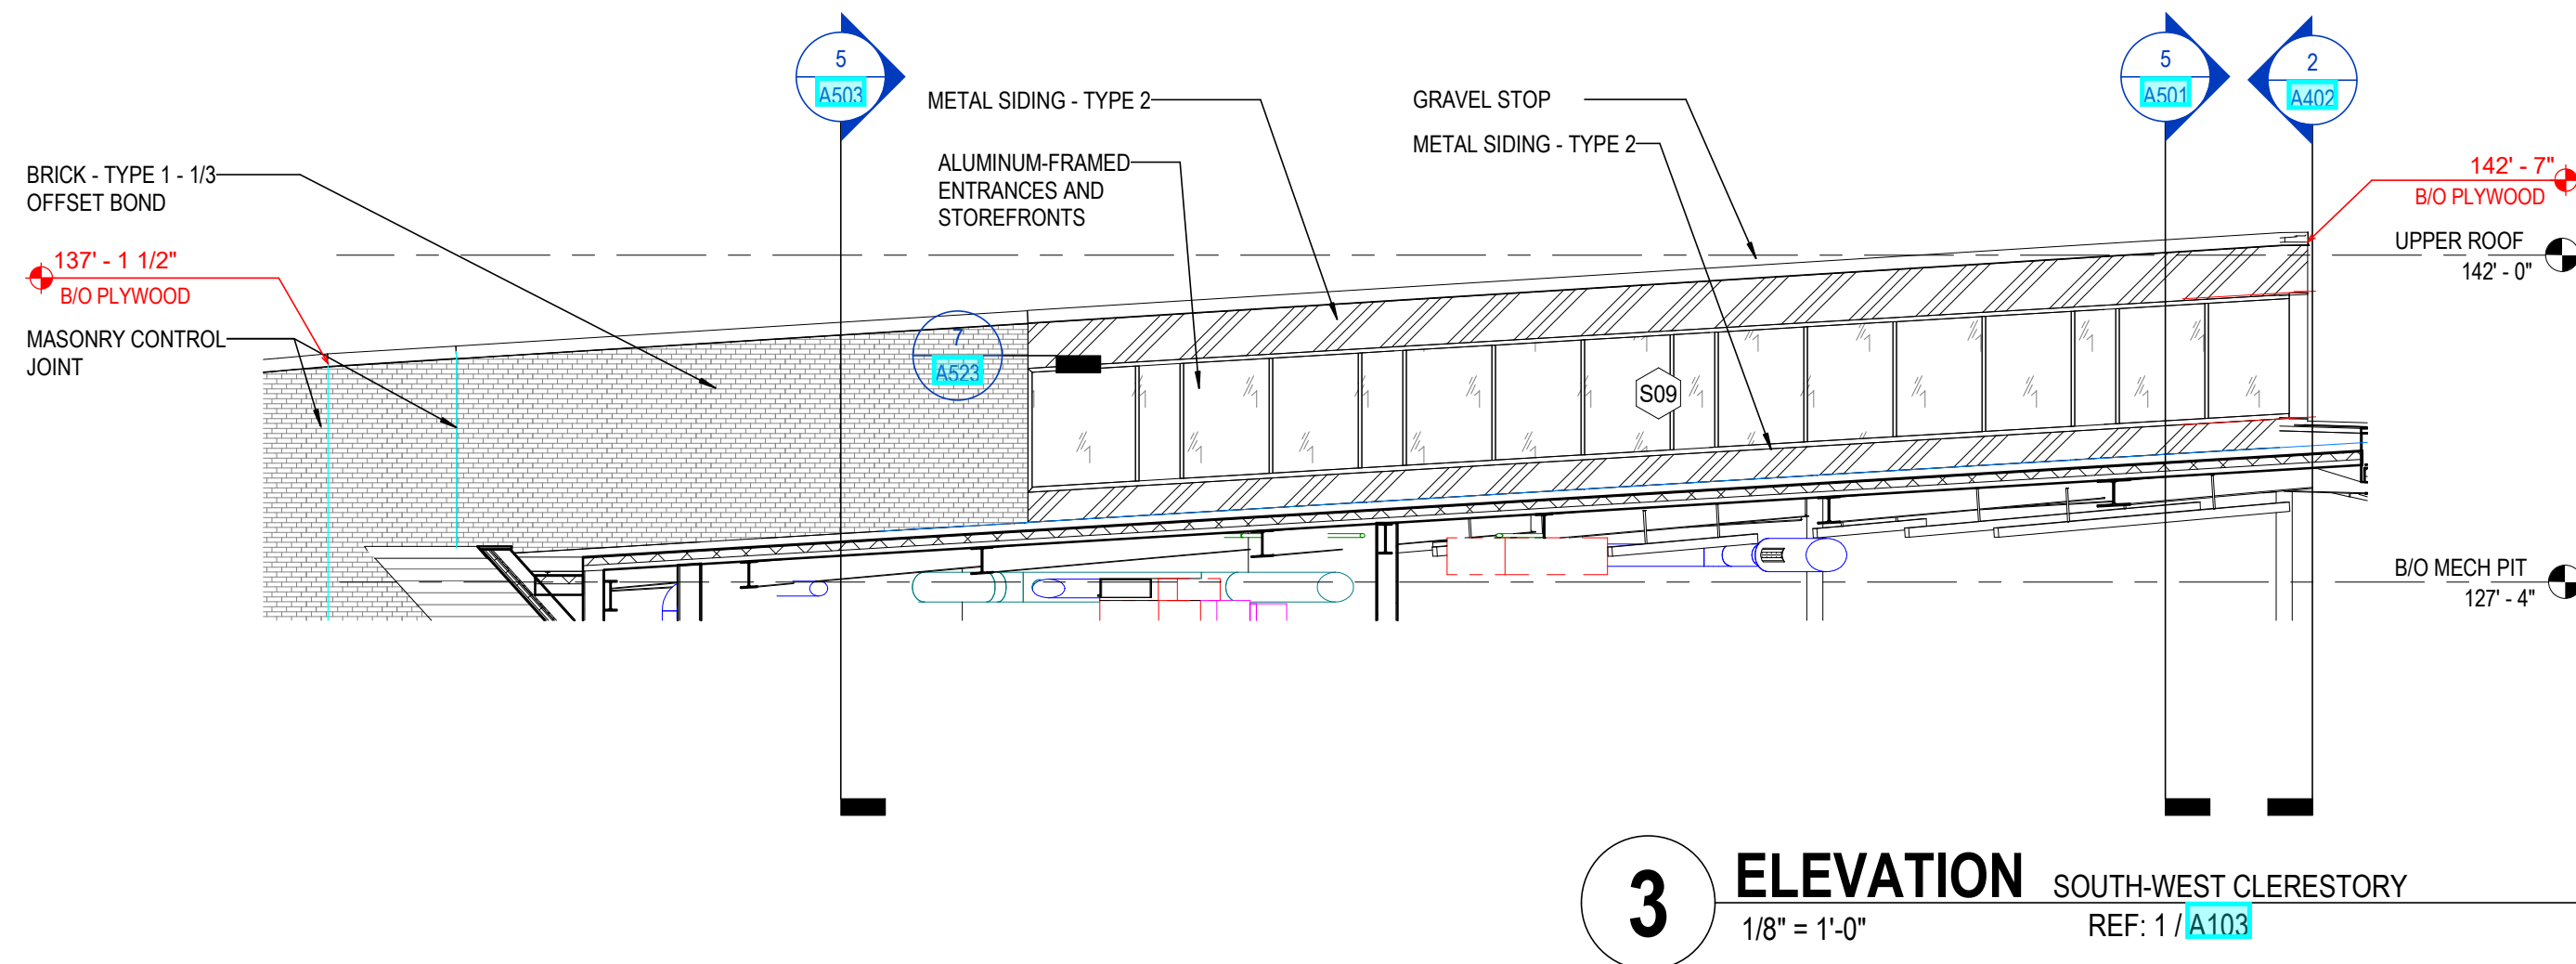 5
A503
5
A501
2
A402
METAL SIDING - TYPE 2
GRAVEL STOP
METAL SIDING - TYPE 2
ALUMINUM-FRAMED
ENTRANCES AND
STOREFRONTS
BRICK - TYPE 1 - 1/3
OFFSET BOND
142' - 7"
B/O PLYWOOD
UPPER ROOF
142' - 0"
137' - 1 1/2"
B/O PLYWOOD
MASONRY CONTROL
JOINT
7
A523
S09
B/O MECH PIT
127' - 4"
3
ELEVATION
SOUTH-WEST CLERESTORY
1/8" = 1'-0"
REF: 1 / A103